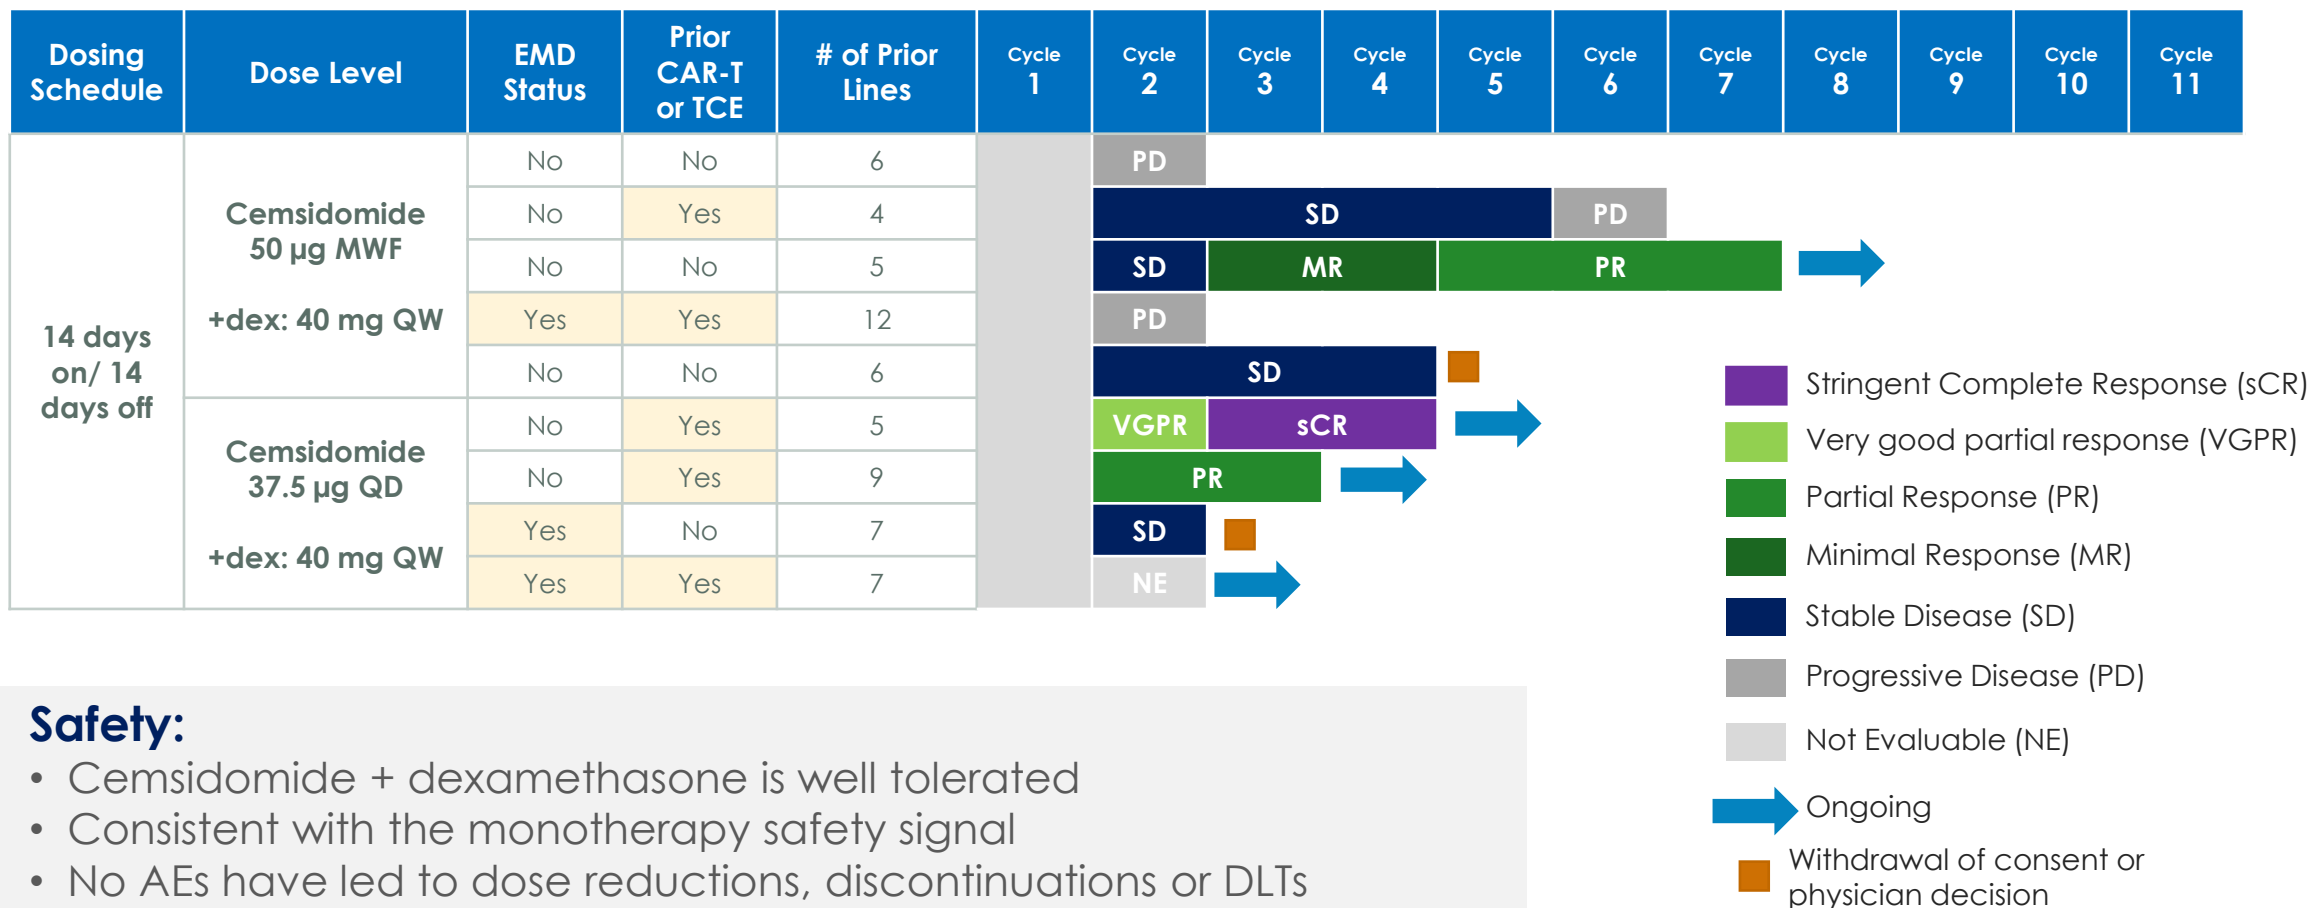 Dosing Schedule
Dose Level
EMD Status
Prior CAR-T or TCE
# of Prior Lines
Cycle 1
Cycle 2
Cycle 3
Cycle 4
Cycle 5
Cycle 6
Cycle 7
Cycle 8
Cycle 9
Cycle 10
Cycle 11
14 days
on/ 14
days off
Cemsidomide
50 µg MWF
+dex: 40 mg QW
No No 6 PD
No Yes 4 SD PD
No No 5 SD MR PR
Yes Yes 12 PD
No No 6 SD
Cemsidomide
37.5 µg QD
+dex: 40 mg QW
No Yes 5 VGPR sCR
No Yes 9 PR
Yes No 7 SD
Yes Yes 7 NE
Stringent Complete Response (sCR)
Very good partial response (VGPR)
Partial Response (PR)
Minimal Response (MR)
Stable Disease (SD)
Progressive Disease (PD)
Not Evaluable (NE)
Ongoing
Withdrawal of consent or
physician decision
Safety:
• Cemsidomide + dexamethasone is well tolerated
• Consistent with the monotherapy safety signal
• No AEs have led to dose reductions, discontinuations or DLTs